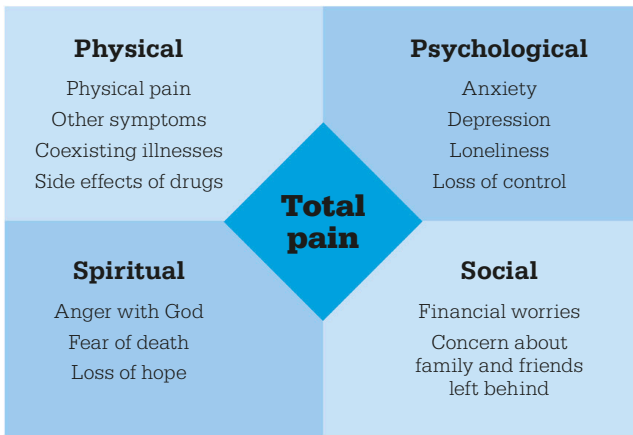 Physical
Physical pain
Other symptoms
Coexisting illnesses
Side effects of drugs
Psychological
Anxiety
Depression
Loneliness
Loss of control
Total
pain
Spiritual
Anger with God
Fear of death
Loss of hope
Social
Financial worries
Concern about
family and friends
left behind